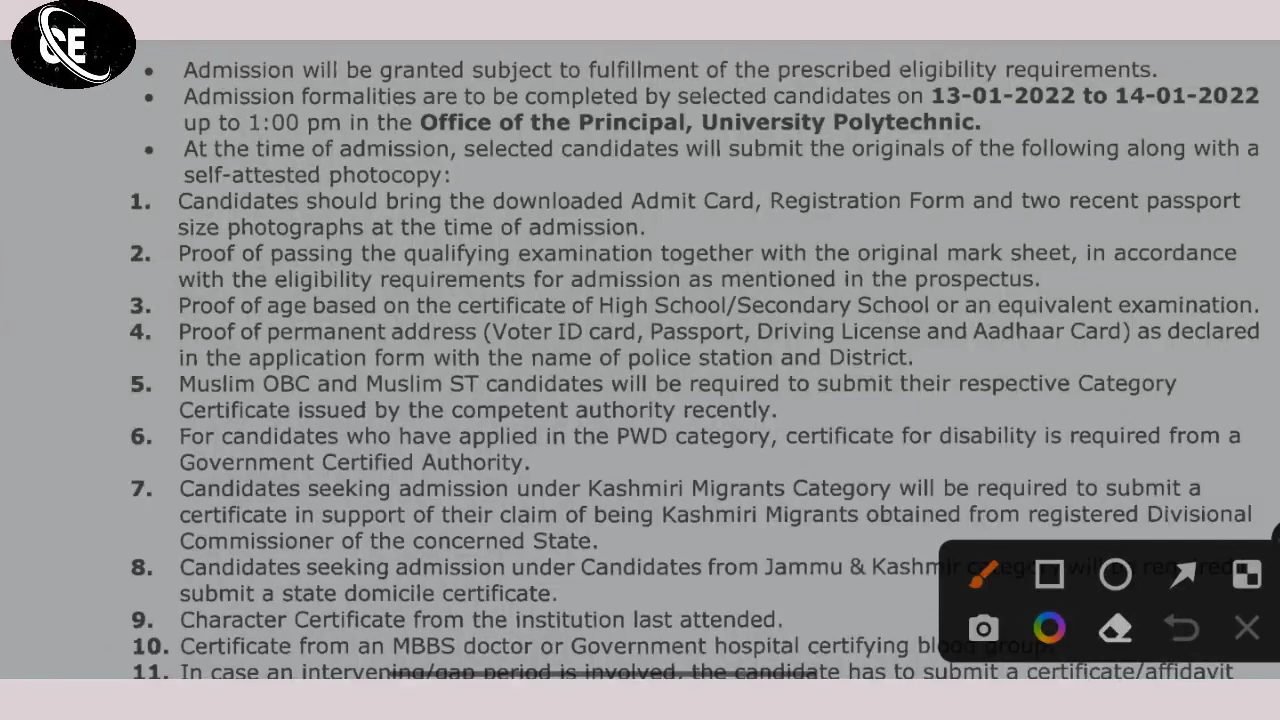 CE
• Admission will be granted subject to fulfillment of the prescribed eligibility requirements.
• Admission formalities are to be completed by selected candidates on 13-01-2022 to 14-01-2022
up to 1:00 pm in the Office of the Principal, University Polytechnic.
• At the time of admission, selected candidates will submit the originals of the following along with a
self-attested photocopy:
1. Candidates should bring the downloaded Admit Card, Registration Form and two recent passport
size photographs at the time of admission.
2. Proof of passing the qualifying examination together with the original mark sheet, in accordance
with the eligibility requirements for admission as mentioned in the prospectus.
3. Proof of age based on the certificate of High School/Secondary School or an equivalent examination.
4. Proof of permanent address (Voter ID card, Passport, Driving License and Aadhaar Card) as declared
in the application form with the name of police station and District.
5. Muslim OBC and Muslim ST candidates will be required to submit their respective Category
Certificate issued by the competent authority recently.
6. For candidates who have applied in the PWD category, certificate for disability is required from a
Government Certified Authority.
7. Candidates seeking admission under Kashmiri Migrants Category will be required to submit a
certificate in support of their claim of being Kashmiri Migrants obtained from registered Divisional
Commissioner of the concerned State.
8. Candidates seeking admission under Candidates from Jammu & Kashmir category will be required
submit a state domicile certificate.
9. Character Certificate from the institution last attended.
10. Certificate from an MBBS doctor or Government hospital certifying blood group.
11. In case an intervening/gap period is involved, the candidate has to submit a certificate/affidavit